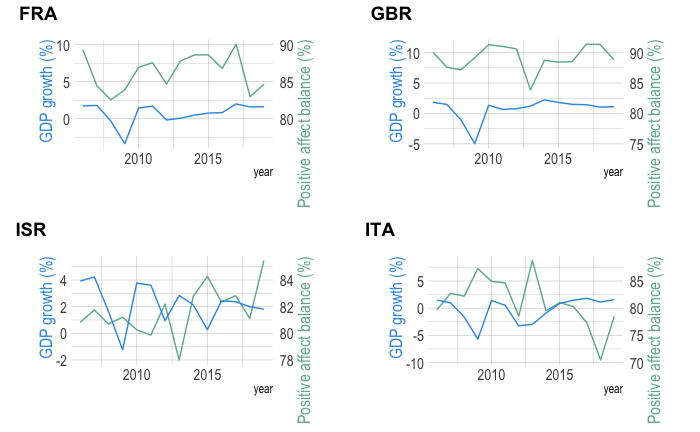 FRA
GDP growth (%)
10
5
0
90
85
80
Positive affect balance (%)
2010
2015
year
GBR
GDP growth (%)
10
5
0
-5
90
85
80
75
Positive affect balance (%)
2010
2015
year
ISR
GDP growth (%)
4
2
0
-2
84
82
80
78
Positive affect balance (%)
2010
2015
year
ITA
GDP growth (%)
5
0
-5
-10
85
80
75
70
Positive affect balance (%)
2010
2015
year